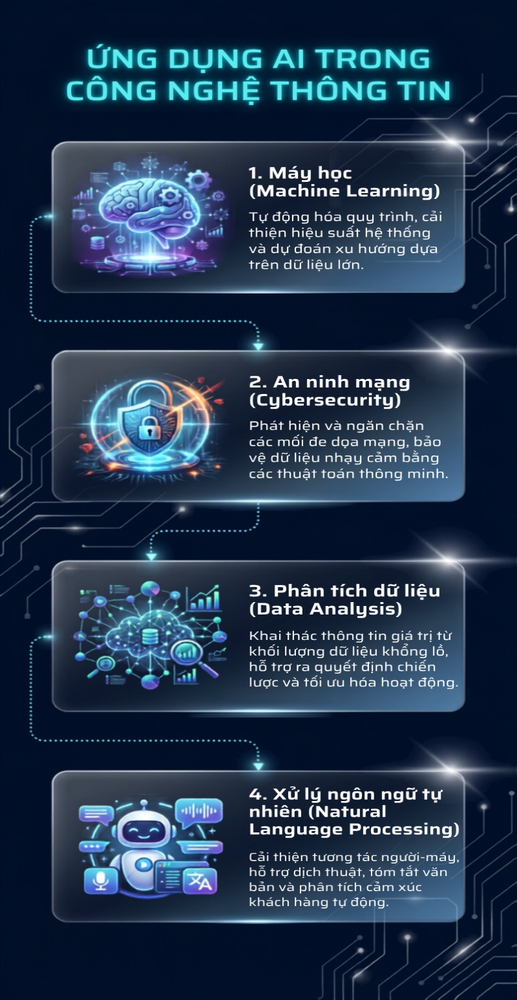 ỨNG DỤNG AI TRONG
CÔNG NGHỆ THÔNG TIN
1. Máy học
(Machine Learning)
Tự động hóa quy trình, cải
thiện hiệu suất hệ thống
và dự đoán xu hướng dựa
trên dữ liệu lớn.
2. An ninh mạng
(Cybersecurity)
Phát hiện và ngăn chặn
các mối đe dọa mạng, bảo
vệ dữ liệu nhạy cảm bằng
các thuật toán thông minh.
3. Phân tích dữ liệu
(Data Analysis)
Khai thác thông tin giá trị từ
khối lượng dữ liệu khổng lồ,
hỗ trợ ra quyết định chiến
lược và tối ưu hóa hoạt động.
4. Xử lý ngôn ngữ tự
nhiên (Natural
Language Processing)
Cải thiện tương tác người-máy,
hỗ trợ dịch thuật, tóm tắt văn
bản và phân tích cảm xúc
khách hàng tự động.